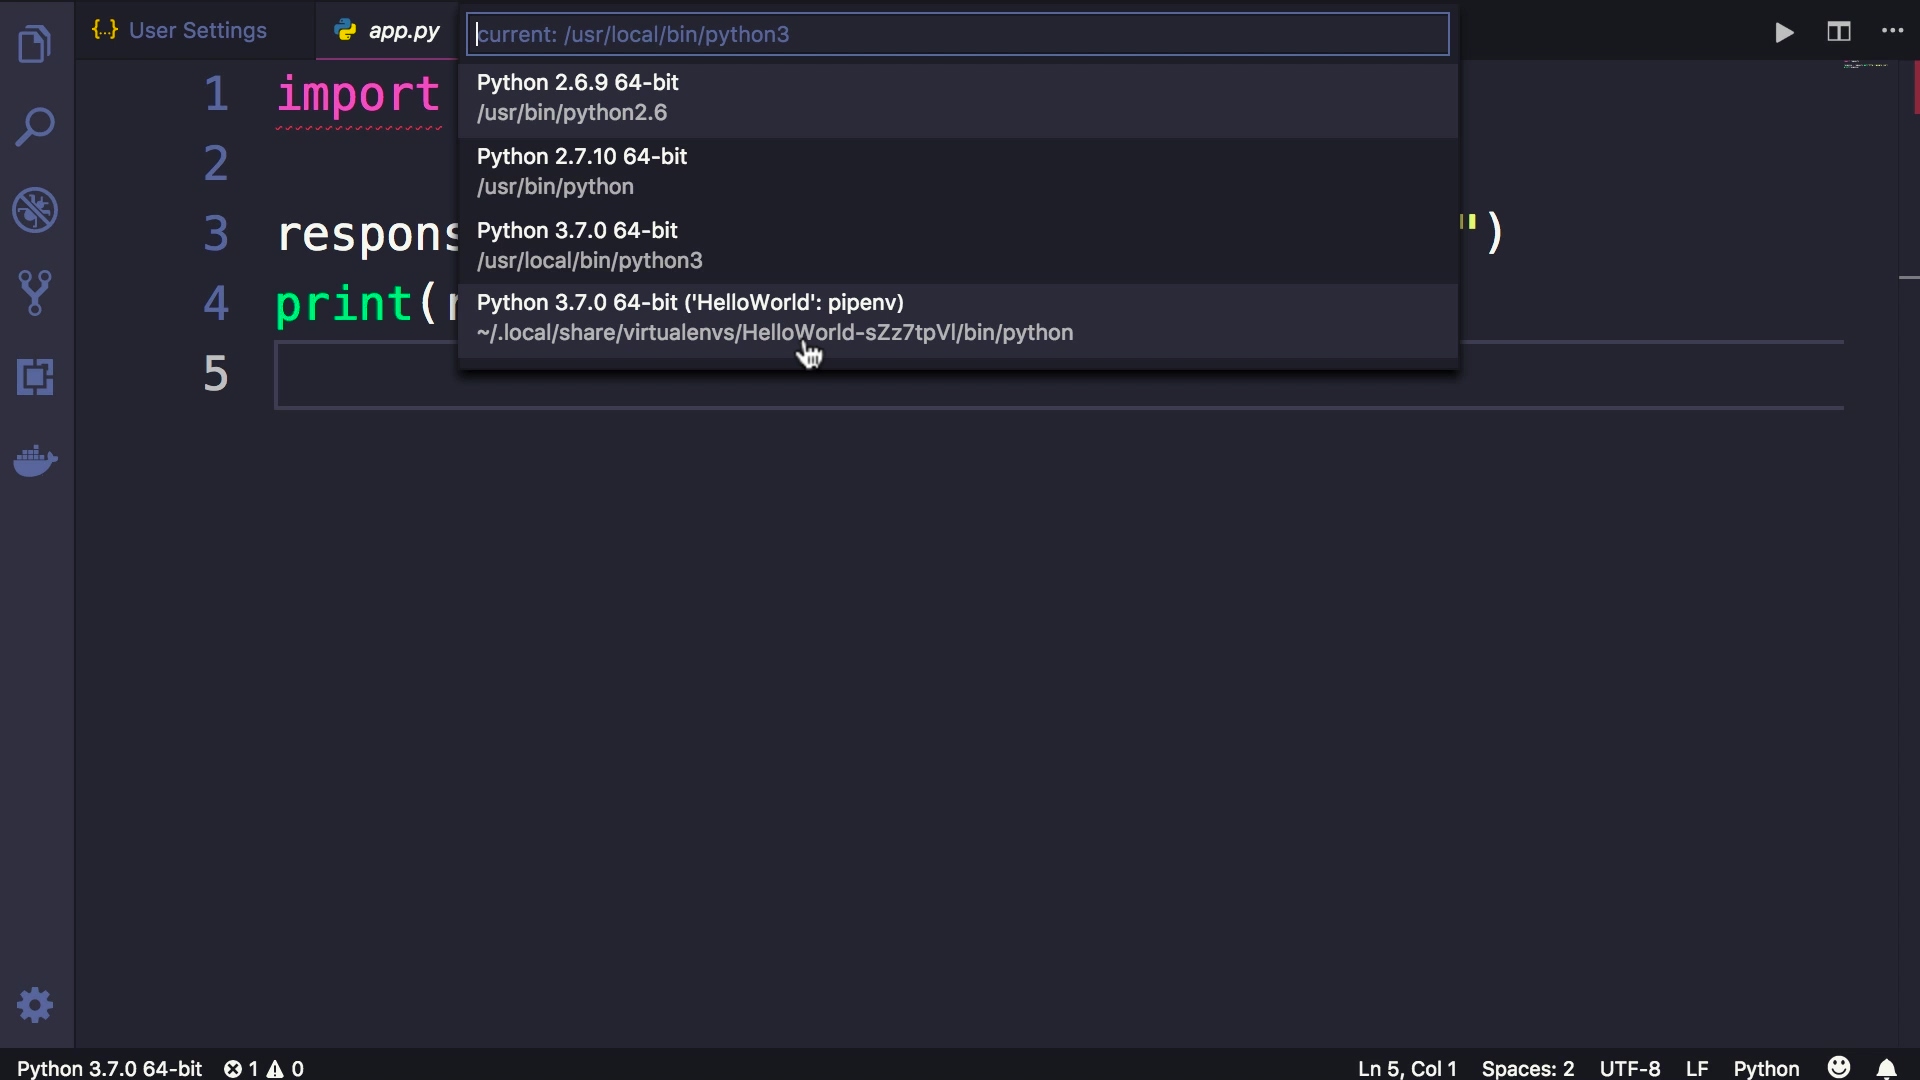 {..} User Settings
app.py
current: /usr/local/bin/python3
Python 2.6.9 64-bit
/usr/bin/python2.6
Python 2.7.10 64-bit
/usr/bin/python
Python 3.7.0 64-bit
/usr/local/bin/python3
Python 3.7.0 64-bit ('HelloWorld': pipenv)
~/.local/share/virtualenvs/HelloWorld-sZz7tpVl/bin/python
1 import
2
3 respons ")
4 print(r
5
Python 3.7.0 64-bit 1 0
Ln 5, Col 1 Spaces: 2 UTF-8 LF Python